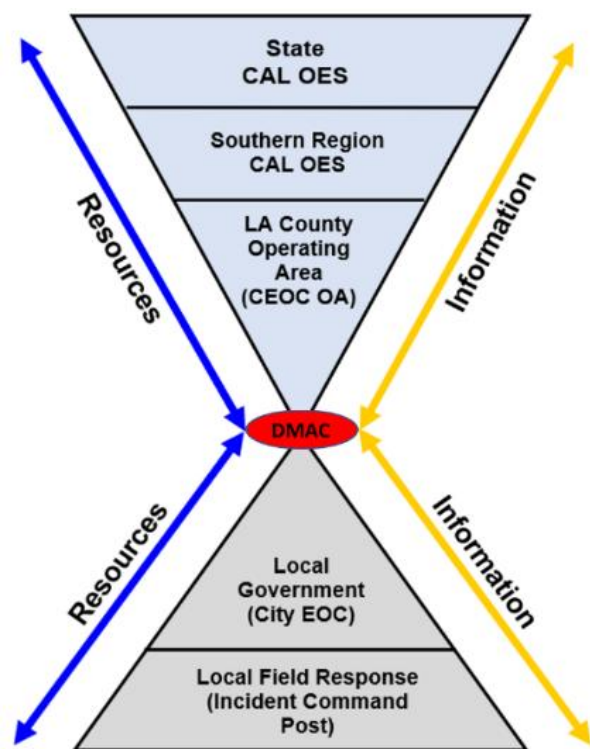 State
CAL OES
Southern Region
CAL OES
LA County
Operating
Area
(CEOC OA)
Resources
Information
DMAC
Resources
Information
Local
Government
(City EOC)
Local Field Response
(Incident Command
Post)